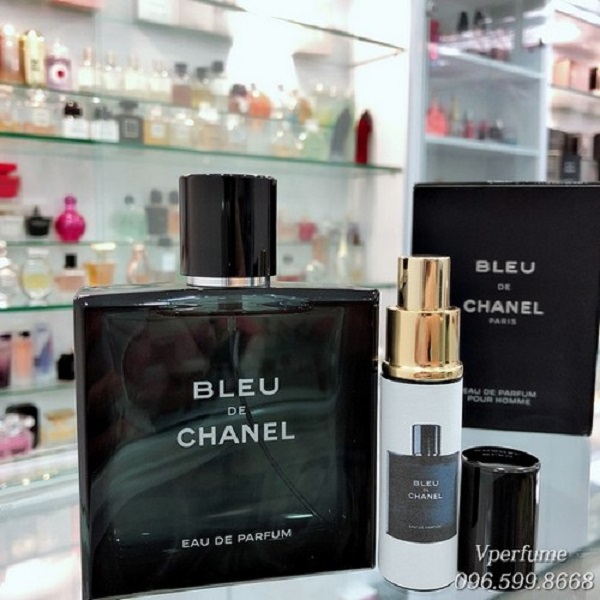 BLEU
DE
CHANEL
EAU DE PARFUM
BLEU
DE
CHANEL
PARIS
EAU DE PARFUM
POUR HOMME
BLEU
CHANEL
Vperfume
096.599.8668